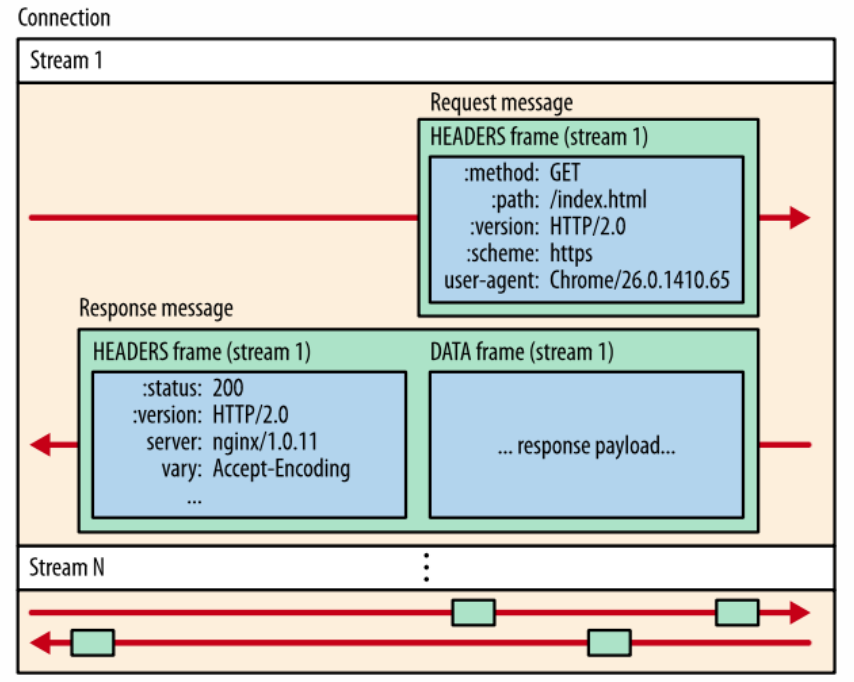 Connection
Stream 1
Request message
HEADERS frame (stream 1)
:method: GET
:path: /index.html
:version: HTTP/2.0
:scheme: https
user-agent: Chrome/26.0.1410.65
Response message
HEADERS frame (stream 1)
:status: 200
:version: HTTP/2.0
server: nginx/1.0.11
vary: Accept-Encoding
...
DATA frame (stream 1)
... response payload...
Stream N